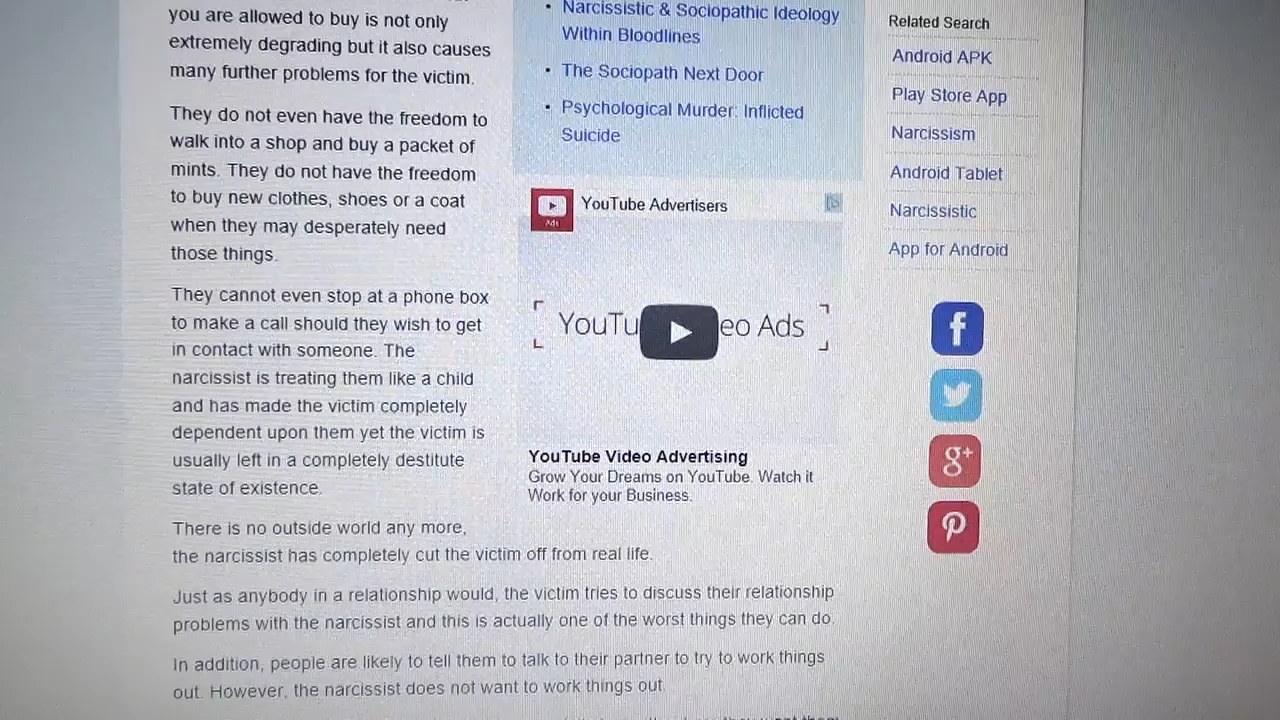 you are allowed to buy is not only
extremely degrading but it also causes
many further problems for the victim.
They do not even have the freedom to
walk into a shop and buy a packet of
mints. They do not have the freedom
to buy new clothes, shoes or a coat
when they may desperately need
those things.
They cannot even stop at a phone box
to make a call should they wish to get
in contact with someone. The
narcissist is treating them like a child
and has made the victim completely
dependent upon them yet the victim is
usually left in a completely destitute
state of existence.
There is no outside world any more,
the narcissist has completely cut the victim off from real life.
Just as anybody in a relationship would, the victim tries to discuss their relationship
problems with the narcissist and this is actually one of the worst things they can do.
In addition, people are likely to tell them to talk to their partner to try to work things
out. However, the narcissist does not want to work things out.
• Narcissistic & Sociopathic Ideology
Within Bloodlines
• The Sociopath Next Door
• Psychological Murder: Inflicted
Suicide
YouTube Advertisers
Ads
YouTu eo Ads
YouTube Video Advertising
Grow Your Dreams on YouTube. Watch it
Work for your Business.
Related Search
Android APK
Play Store App
Narcissism
Android Tablet
Narcissistic
App for Android
f
g+